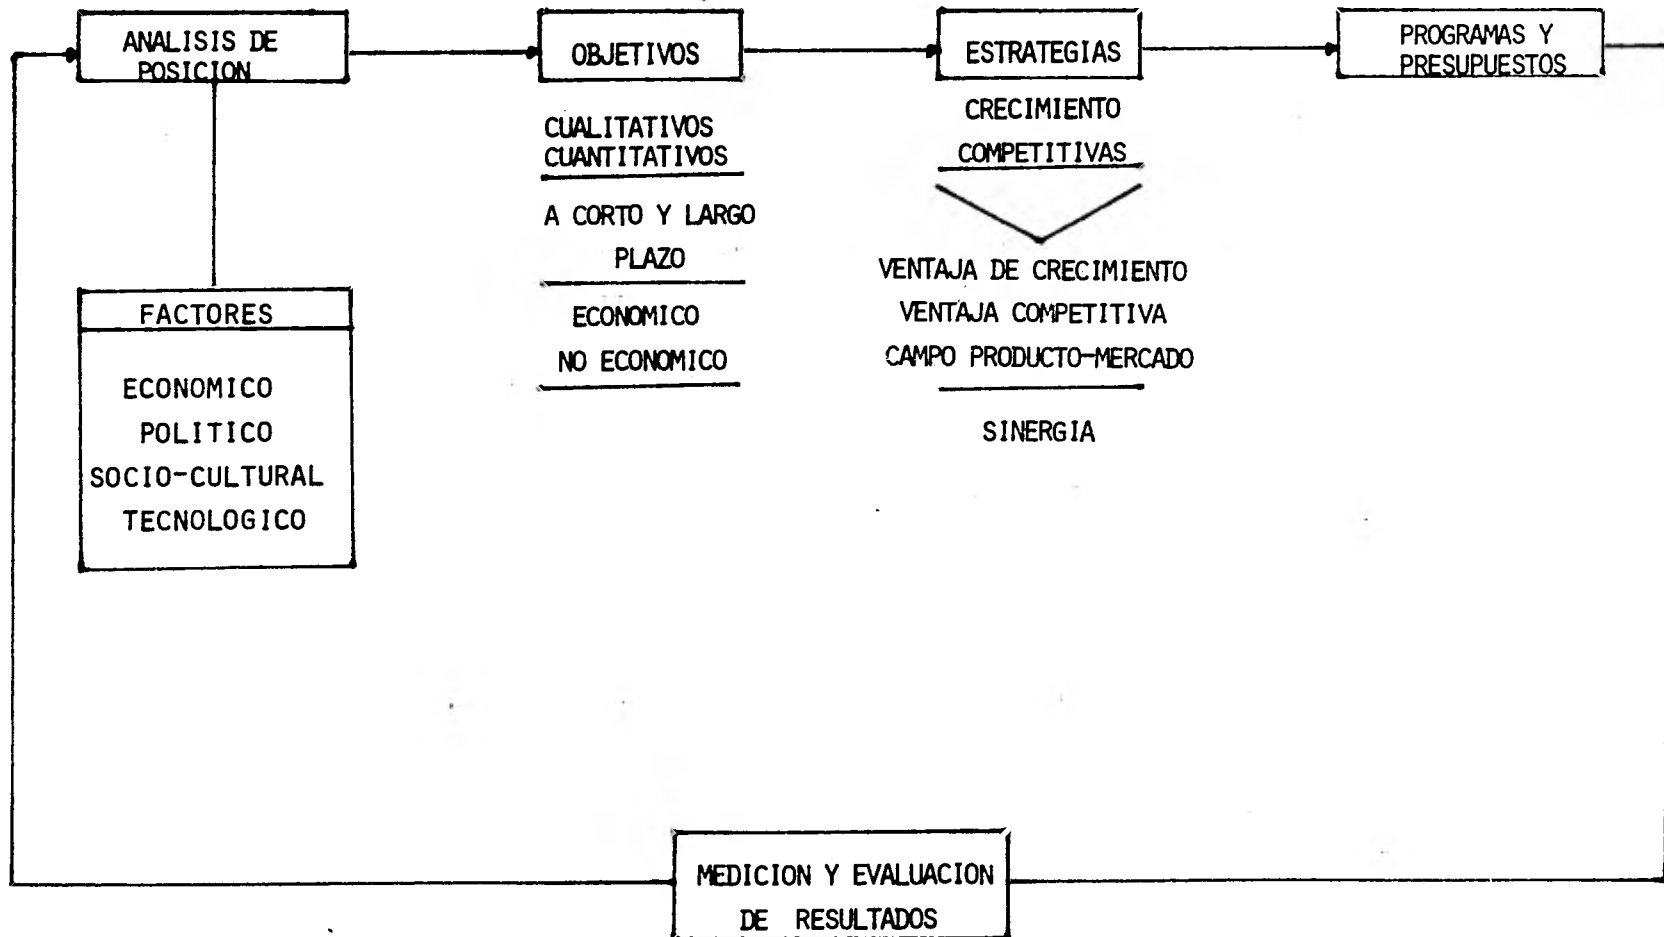 ANALISIS DE
POSICION
OBJETIVOS
ESTRATEGIAS
PROGRAMAS Y
PRESUPUESTOS
CUALITATIVOS
CUANTITATIVOS
A CORTO Y LARGO
PLAZO
ECONOMICO
NO ECONOMICO
CRECIMIENTO
COMPETITIVAS
VENTAJA DE CRECIMIENTO
VENTAJA COMPETITIVA
CAMPO PRODUCTO-MERCADO
SINERGIA
FACTORES
ECONOMICO
POLITICO
SOCIO-CULTURAL
TECNOLOGICO
MEDICION Y EVALUACION
DE RESULTADOS